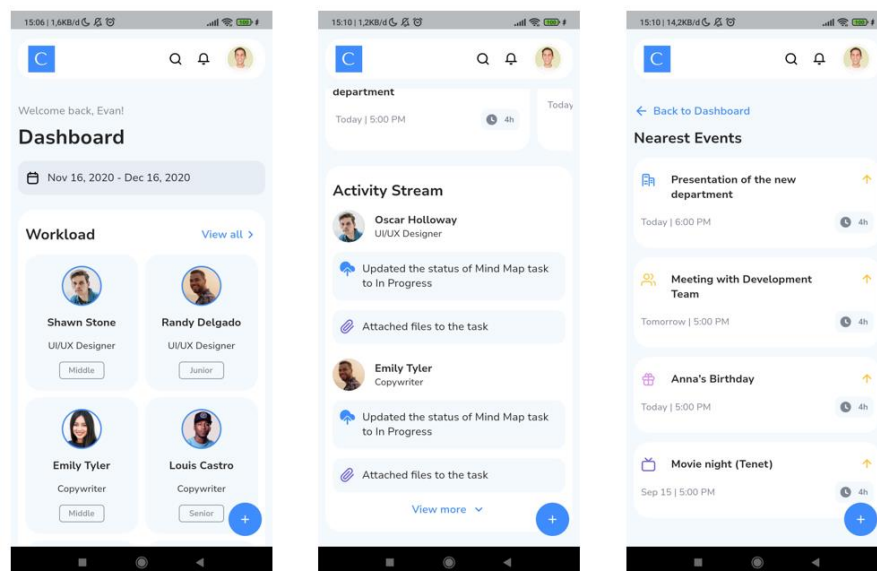 15:06 | 1,6KB/d
100
C
Welcome back, Evan!
Dashboard
Nov 16, 2020 - Dec 16, 2020
Workload
View all >
Shawn Stone
UI/UX Designer
Middle
Randy Delgado
UI/UX Designer
Junior
Emily Tyler
Copywriter
Middle
Louis Castro
Copywriter
Senior
+
15:10 | 1,2KB/d
100
C
department
Today | 5:00 PM
4h
Today
Activity Stream
Oscar Holloway
UI/UX Designer
Updated the status of Mind Map task
to In Progress
Attached files to the task
Emily Tyler
Copywriter
Updated the status of Mind Map task
to In Progress
Attached files to the task
View more
+
15:10 | 14,2KB/d
100
C
← Back to Dashboard
Nearest Events
Presentation of the new
department
Today | 6:00 PM
4h
Meeting with Development
Team
Tomorrow | 5:00 PM
4h
Anna's Birthday
Today | 5:00 PM
4h
Movie night (Tenet)
Sep 15 | 5:00 PM
4h
+